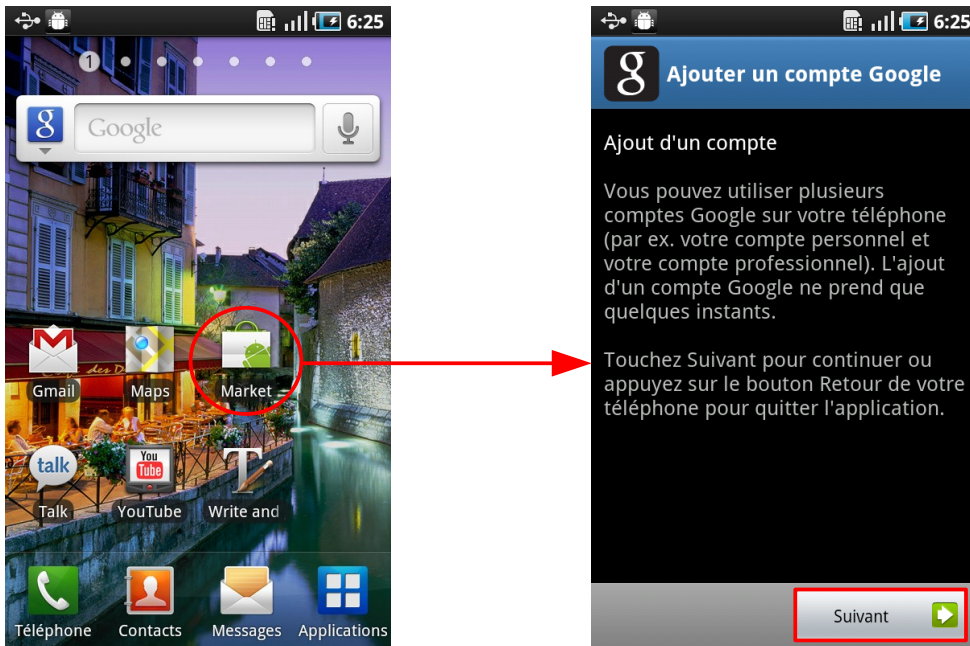 6:25
1
g Google
Gmail
Maps
Market
talk
You
Tube
Talk
YouTube
Write and
Téléphone
Contacts
Messages
Applications
6:25
g Ajouter un compte Google
Ajout d'un compte
Vous pouvez utiliser plusieurs
comptes Google sur votre téléphone
(par ex. votre compte personnel et
votre compte professionnel). L'ajout
d'un compte Google ne prend que
quelques instants.
Touchez Suivant pour continuer ou
appuyez sur le bouton Retour de votre
téléphone pour quitter l'application.
Suivant